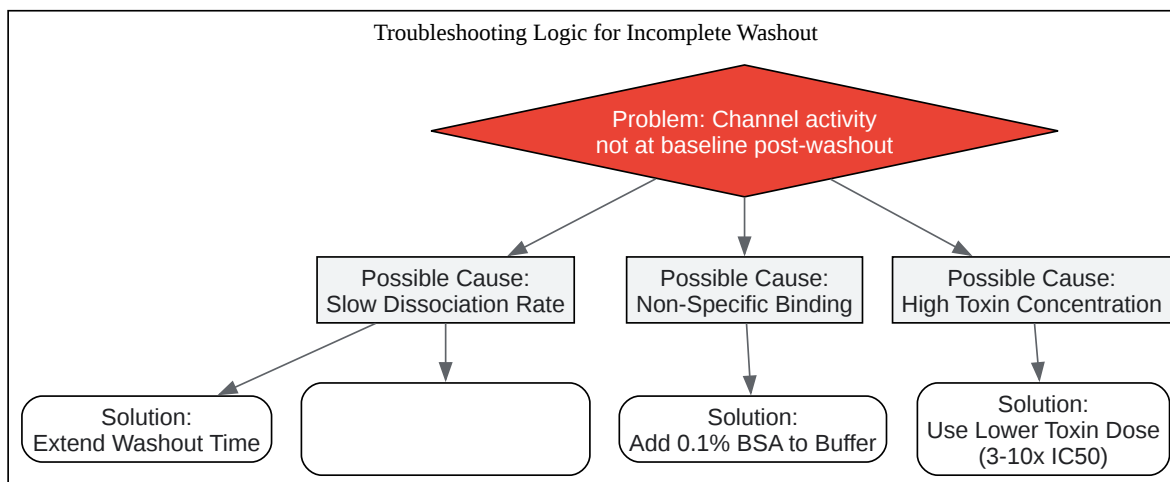 Troubleshooting Logic for Incomplete Washout
Problem: Channel activity
not at baseline post-washout
Possible Cause:
Slow Dissociation Rate
Possible Cause:
Non-Specific Binding
Possible Cause:
High Toxin Concentration
Solution:
Extend Washout Time
Solution:
Add 0.1% BSA to Buffer
Solution:
Use Lower Toxin Dose
(3-10x IC50)